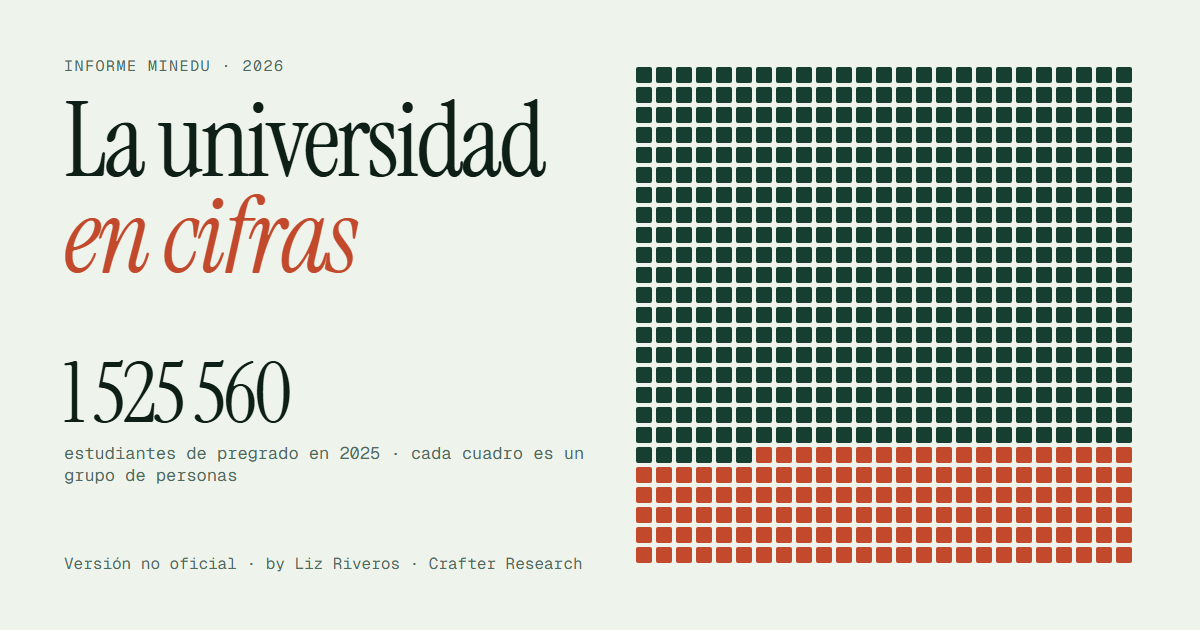 INFORME MINEDU · 2026
La universidad
en cifras
1 525 560
estudiantes de pregrado en 2025 · cada cuadro es un
grupo de personas
Versión no oficial · by Liz Riveros · Crafter Research